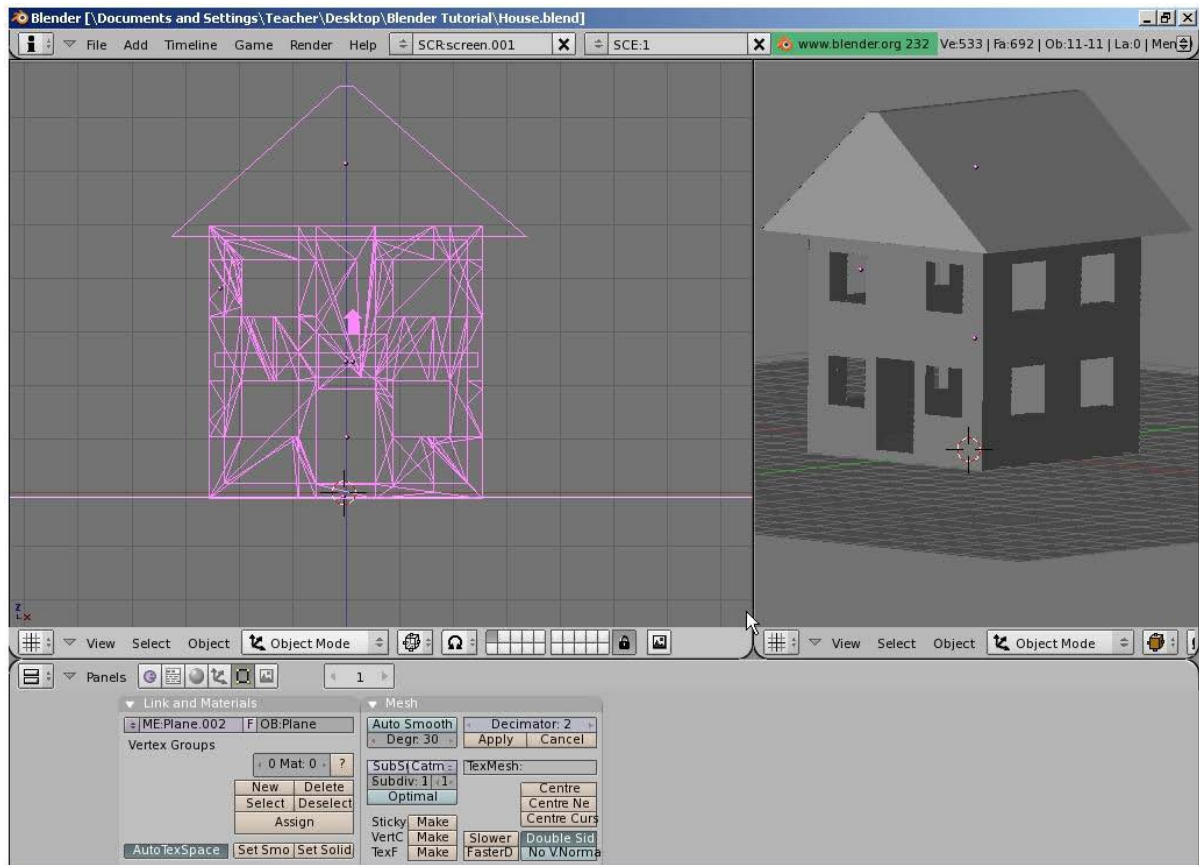 Blender [\Documents and Settings\Teacher\Desktop\Blender Tutorial\House.blend]
File Add Timeline Game Render Help SCR:screen.001 X SCE:1 X www.blender.org 232 Ve:533 | Fa:692 | Ob:11-11 | La:0 | Men
z
x
View Select Object Object Mode
View Select Object Object Mode
Panels 1
Link and Materials
ME:Plane.002 F OB:Plane
Vertex Groups
0 Mat: 0 ?
New Delete
Select Deselect
Assign
AutoTexSpace Set Smo Set Solid
Mesh
Auto Smooth Decimator: 2
Degr: 30 Apply Cancel
SubSu Catm TexMesh:
Subdiv: 1 1
Optimal
Centre
Centre Ne
Centre Curs
Sticky Make
VertC Make Slower Double Sid
TexF Make FasterD No V.Norma